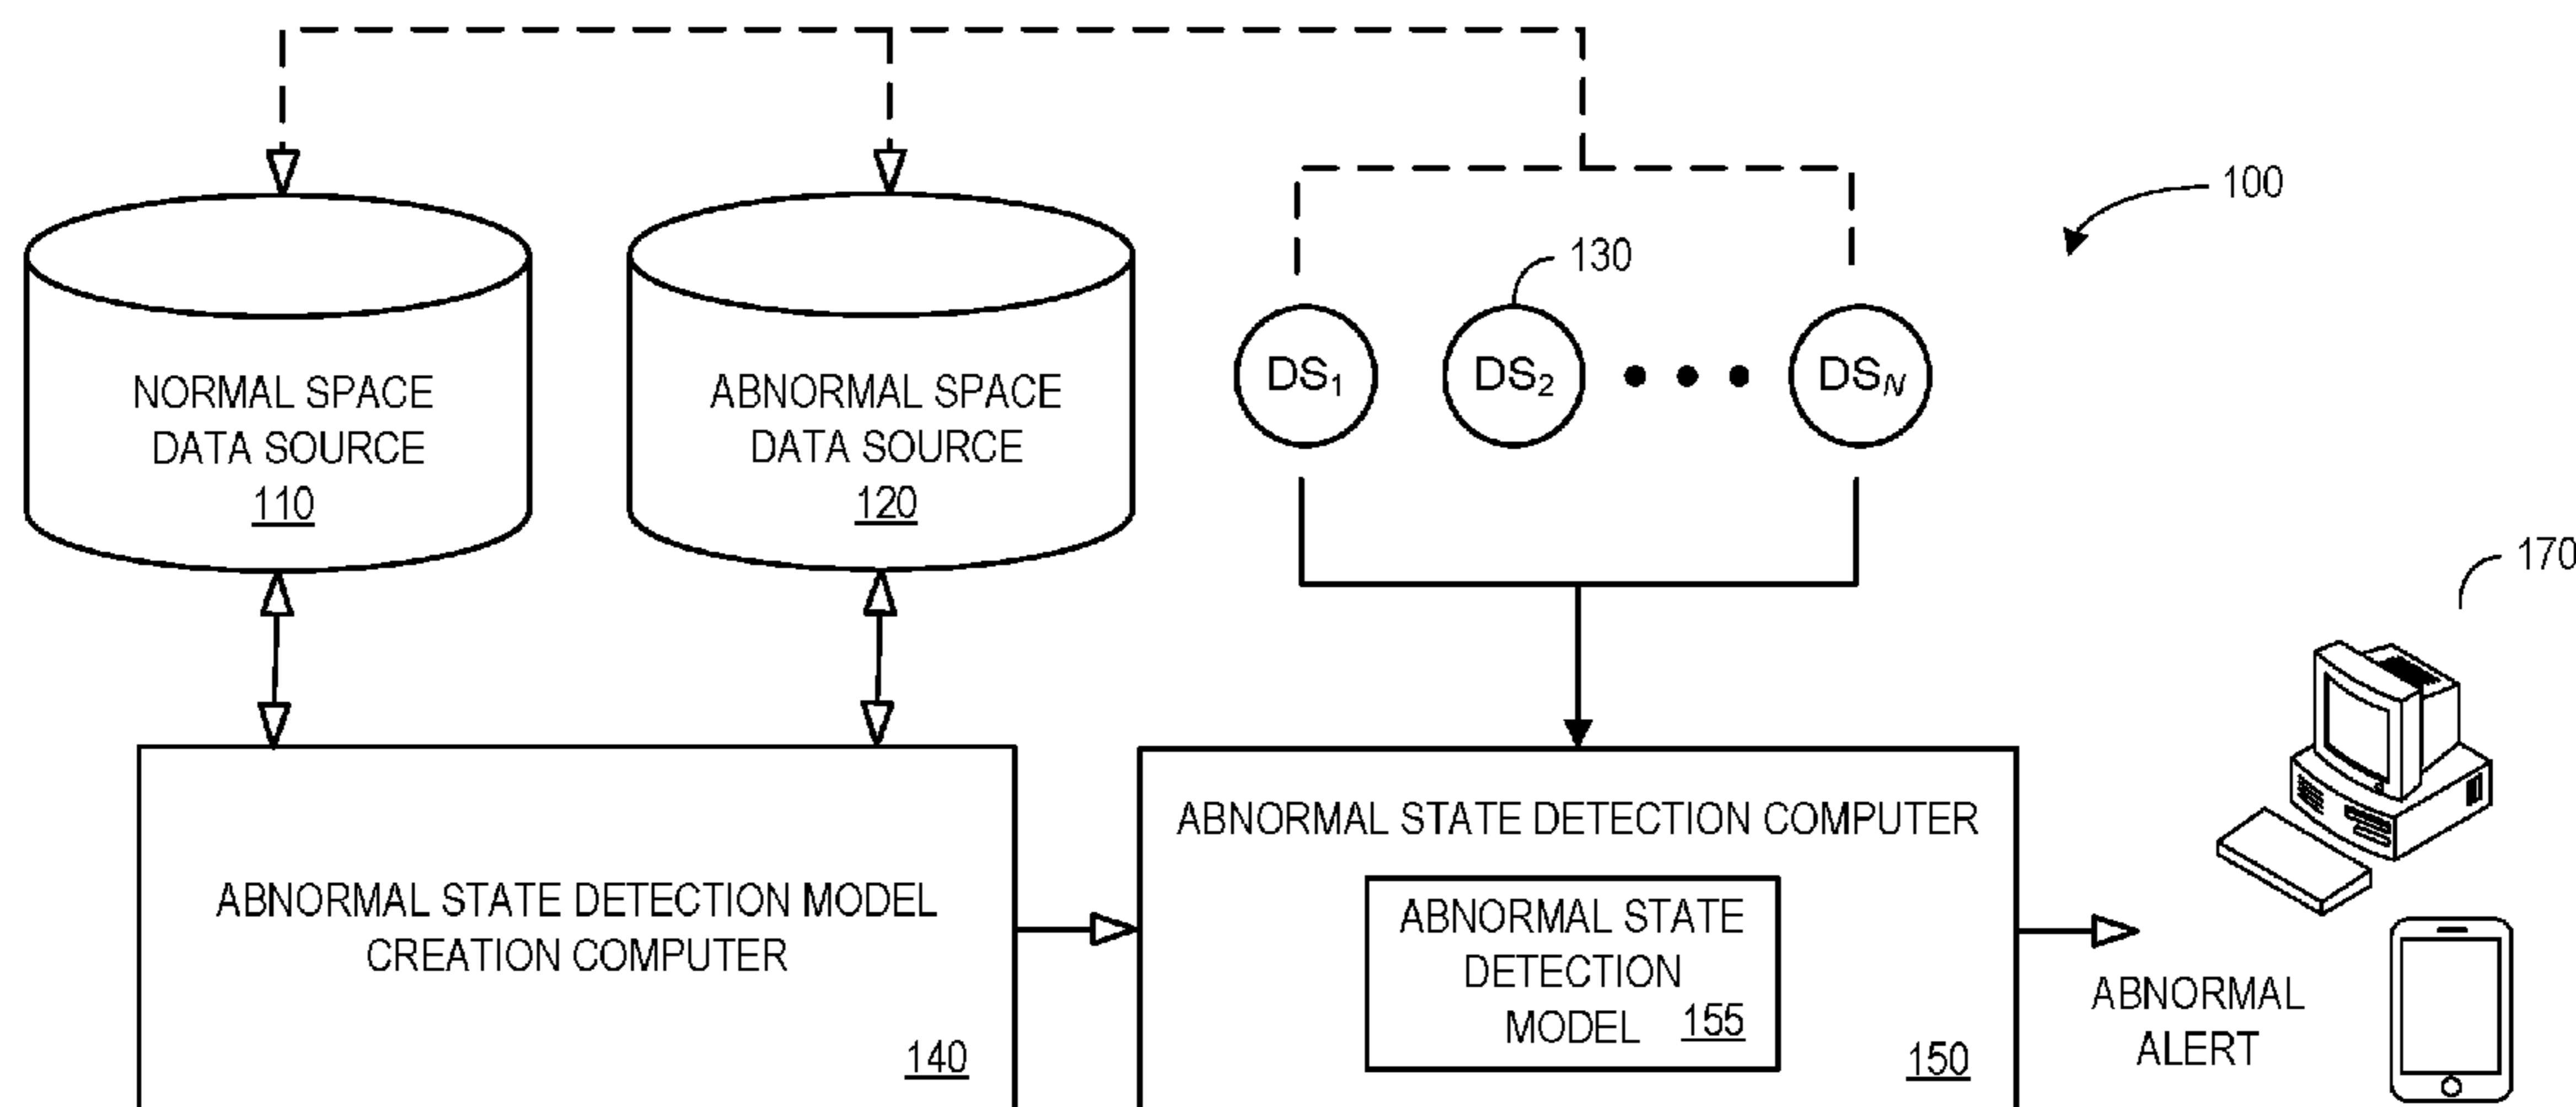 100
130
DS1
DS2
DSN
NORMAL SPACE
DATA SOURCE
110
ABNORMAL SPACE
DATA SOURCE
120
170
ABNORMAL STATE DETECTION MODEL
CREATION COMPUTER
140
ABNORMAL STATE DETECTION COMPUTER
ABNORMAL STATE
DETECTION
MODEL 155
150
ABNORMAL
ALERT